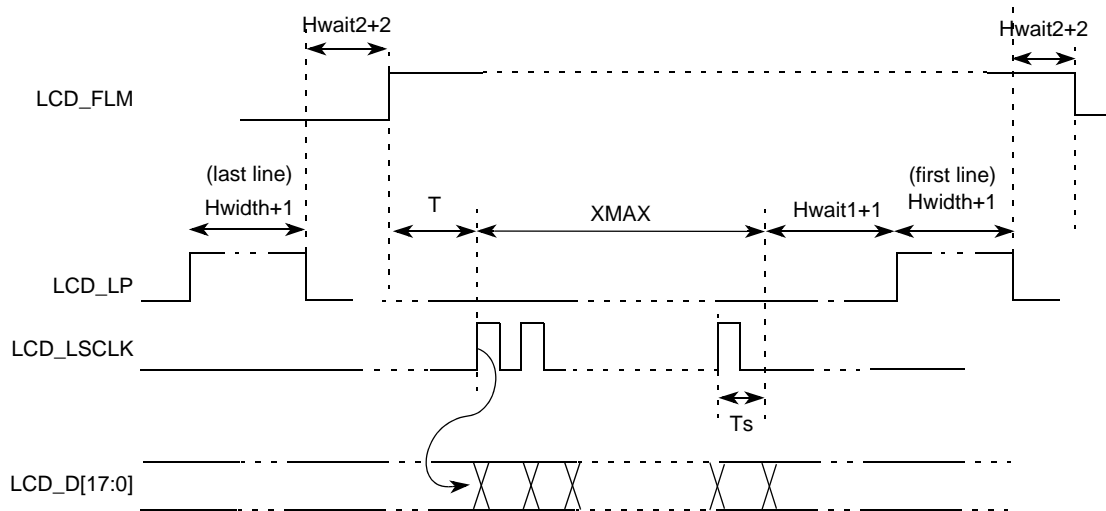 Hwait2+2
Hwait2+2
LCD_FLM
(last line)
Hwidth+1
T
XMAX
Hwait1+1
(first line)
Hwidth+1
LCD_LP
LCD_LSCLK
Ts
LCD_D[17:0]